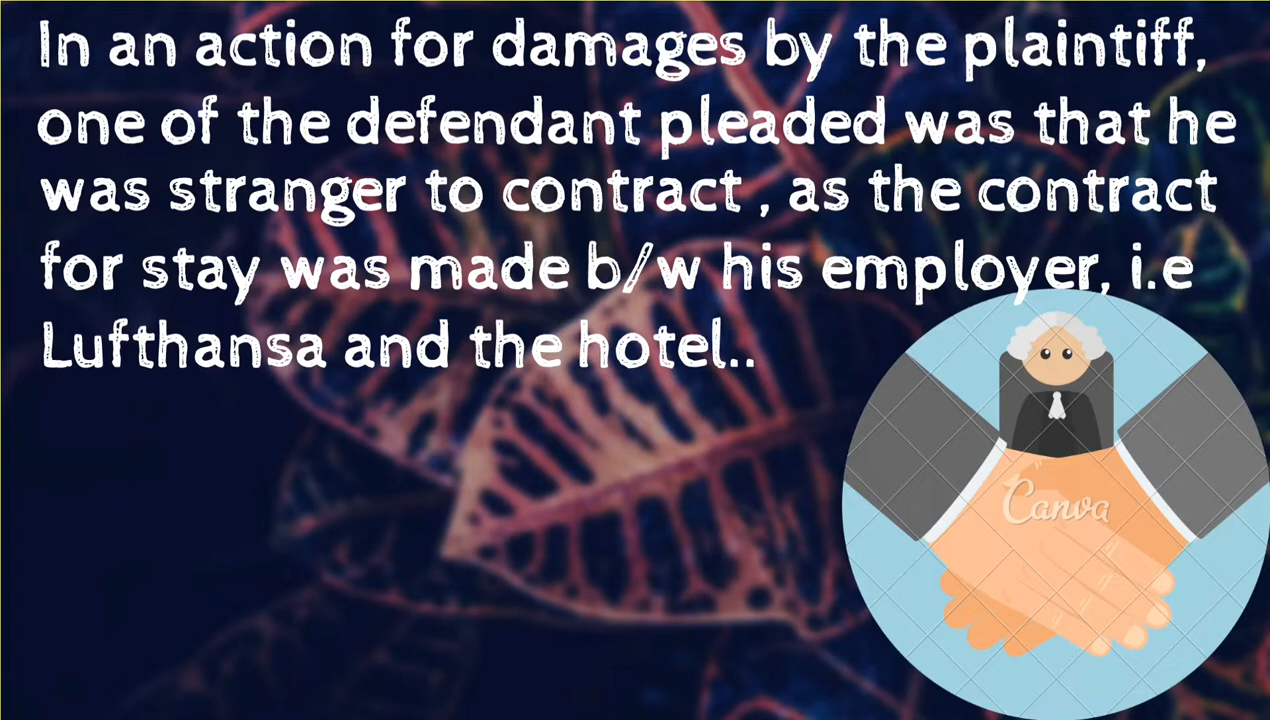 In an action for damages by the plaintiff,
one of the defendant pleaded was that he
was stranger to contract , as the contract
for stay was made b/w his employer, i.e
Lufthansa and the hotel..
Canva